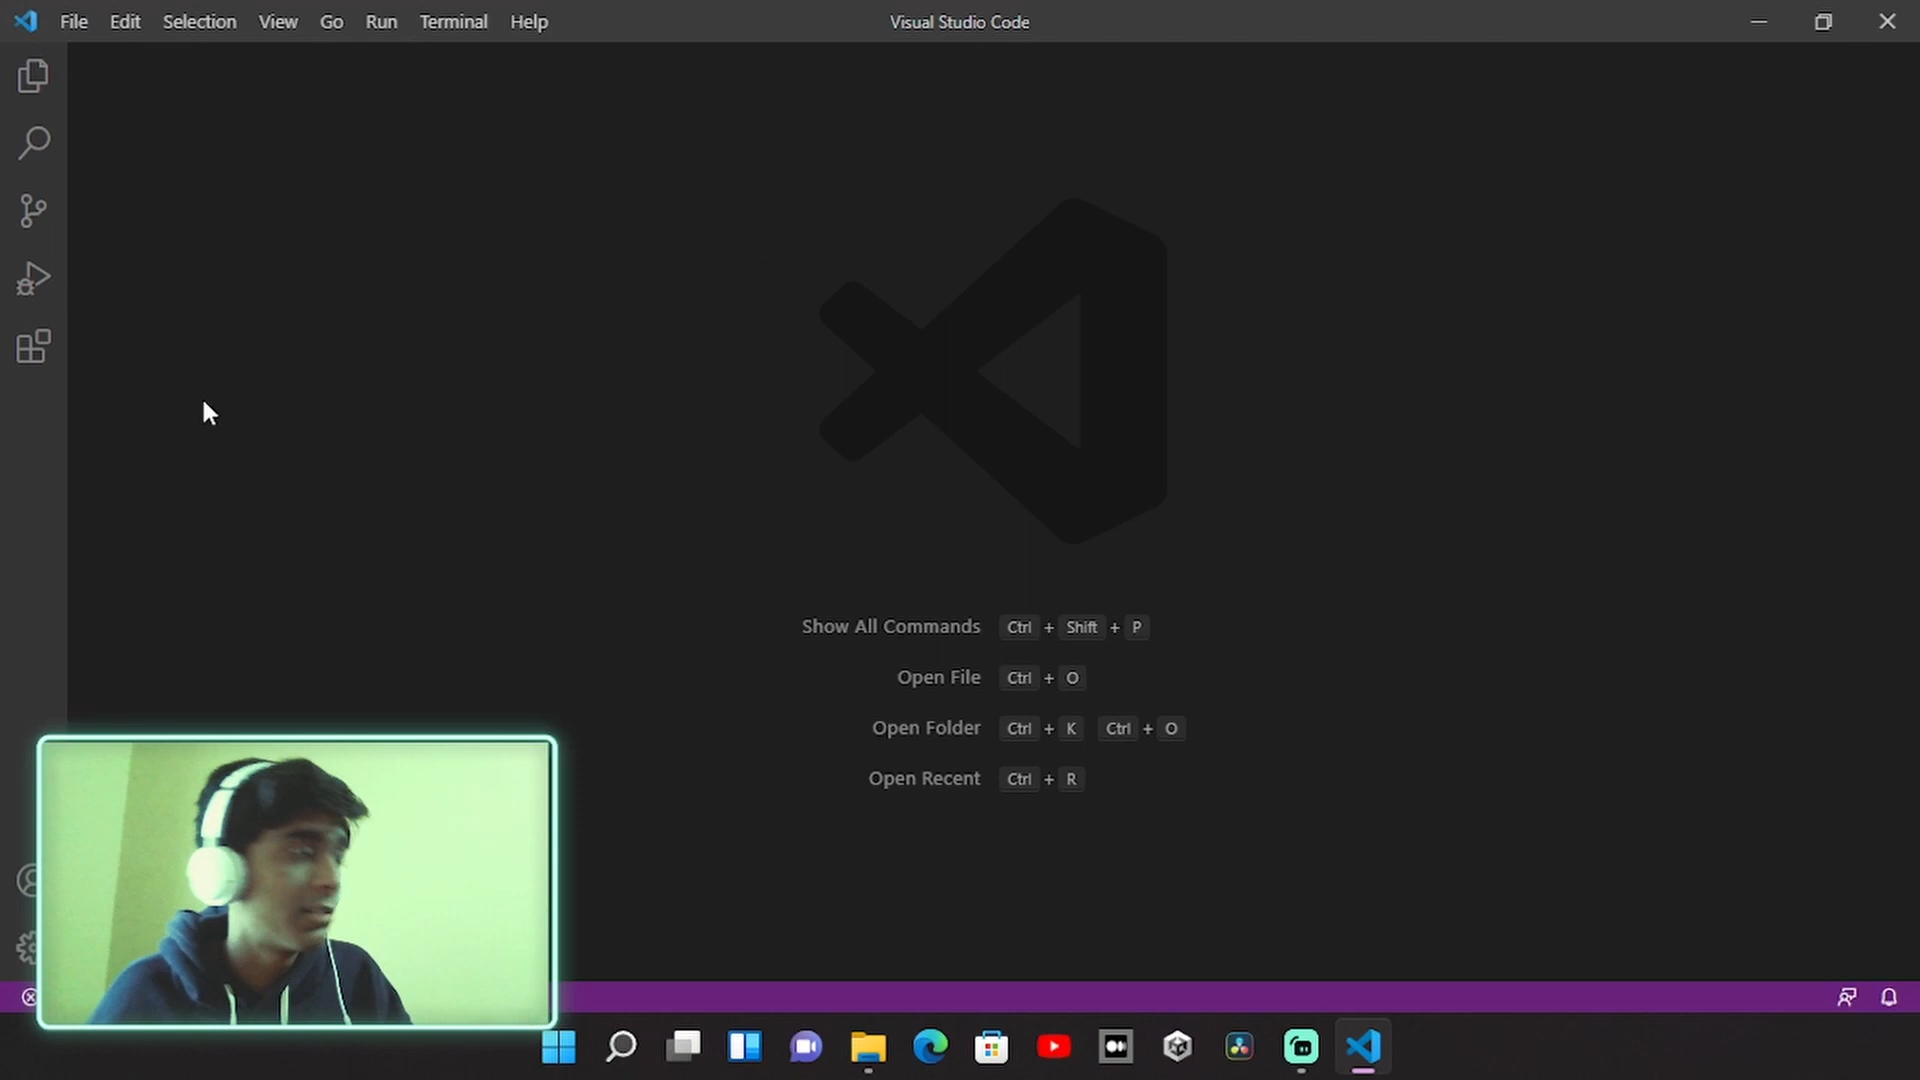 File Edit Selection View Go Run Terminal Help Visual Studio Code
Show All Commands Ctrl + Shift + P
Open File Ctrl + O
Open Folder Ctrl + K Ctrl + O
Open Recent Ctrl + R